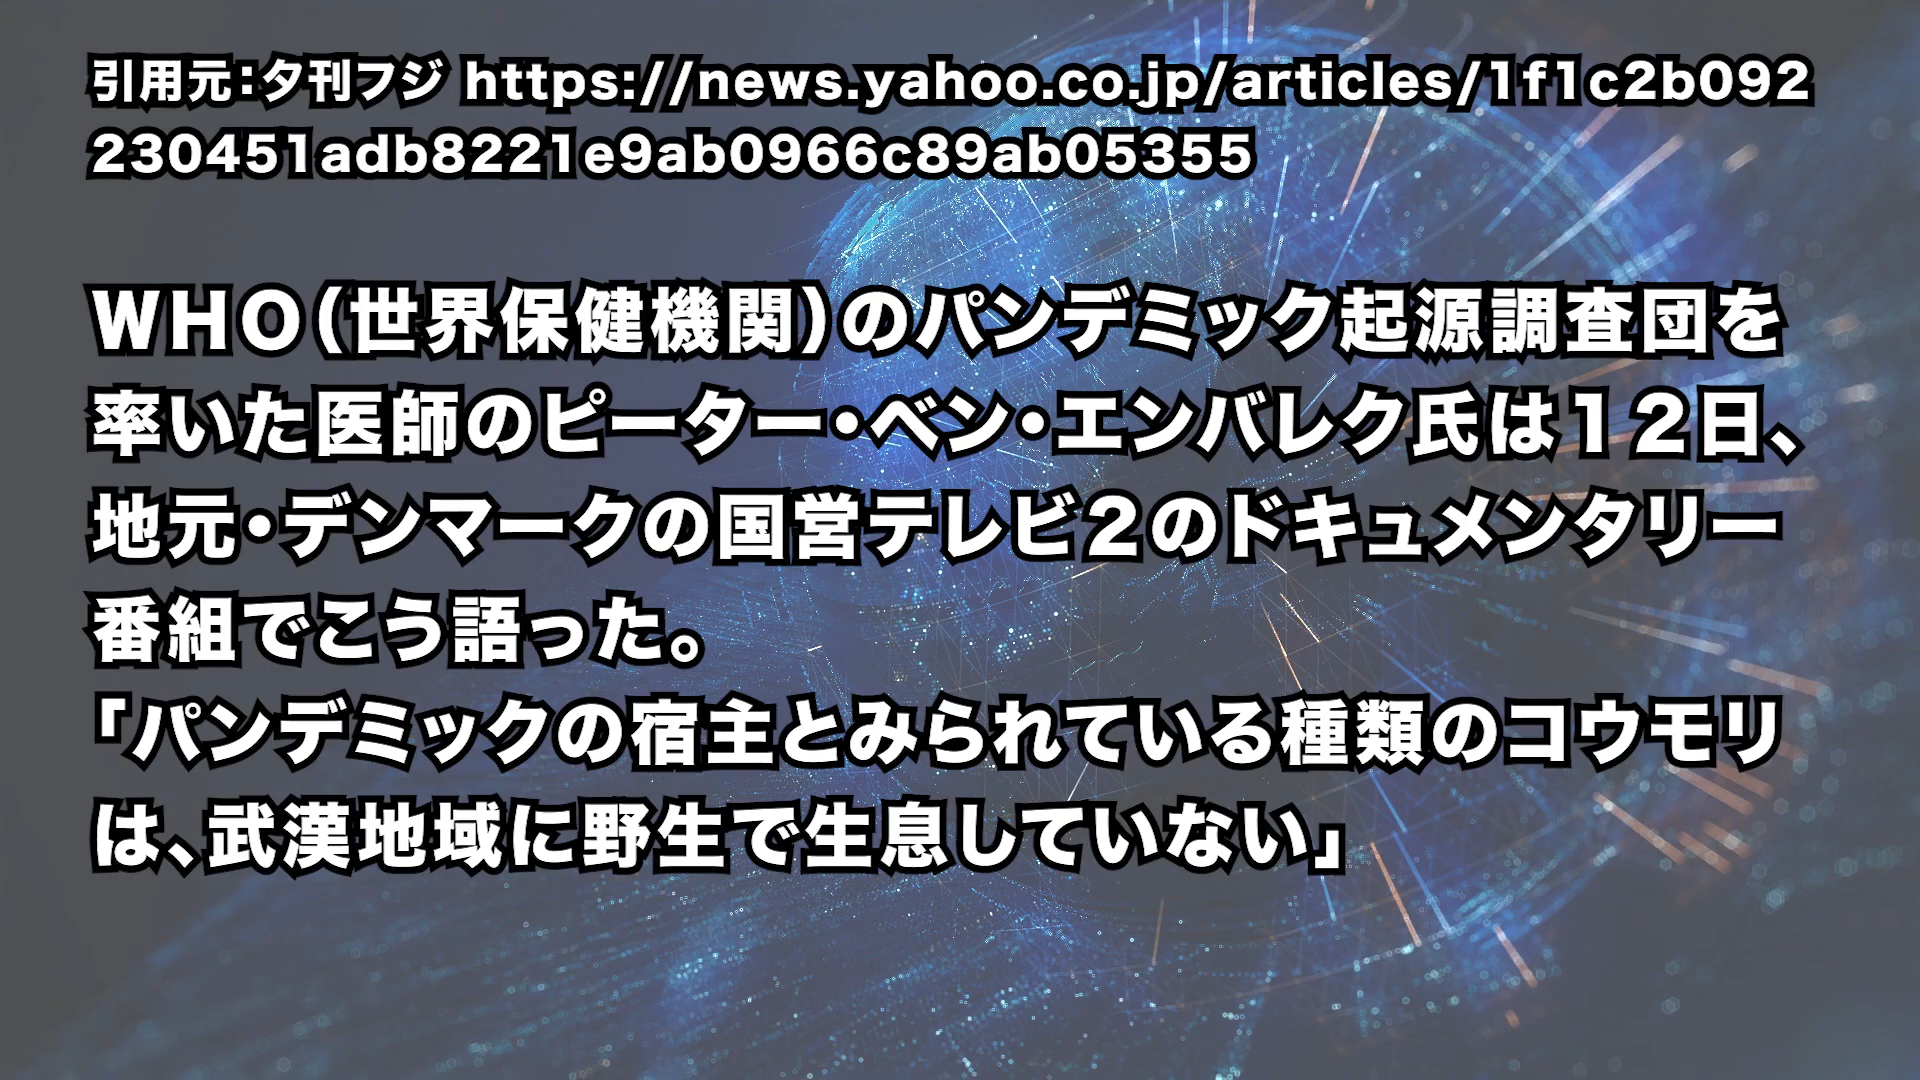 引用元：夕刊フジ https://news.yahoo.co.jp/articles/1f1c2b092
230451adb8221e9ab0966c89ab05355
ＷＨＯ（世界保健機関）のパンデミック起源調査団を
率いた医師のピーター・ベン・エンバレク氏は１２日、
地元・デンマークの国営テレビ２のドキュメンタリー
番組でこう語った。
「パンデミックの宿主とみられている種類のコウモリ
は、武漢地域に野生で生息していない」